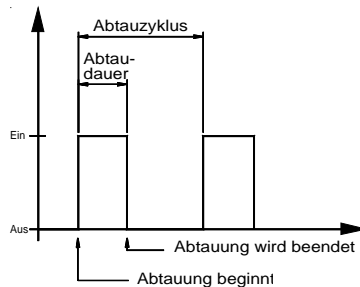 Abtauzyklus
Abtau-
dauer
Ein
Aus
Abtauung wird beendet
Abtauung beginnt